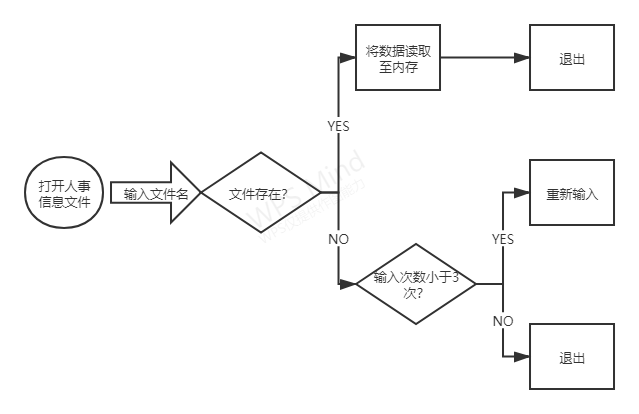 打开人事
信息文件
输入文件名
文件存在?
YES
将数据读取
至内存
退出
NO
输入次数小于3
次?
YES
重新输入
NO
退出
WPS Mind